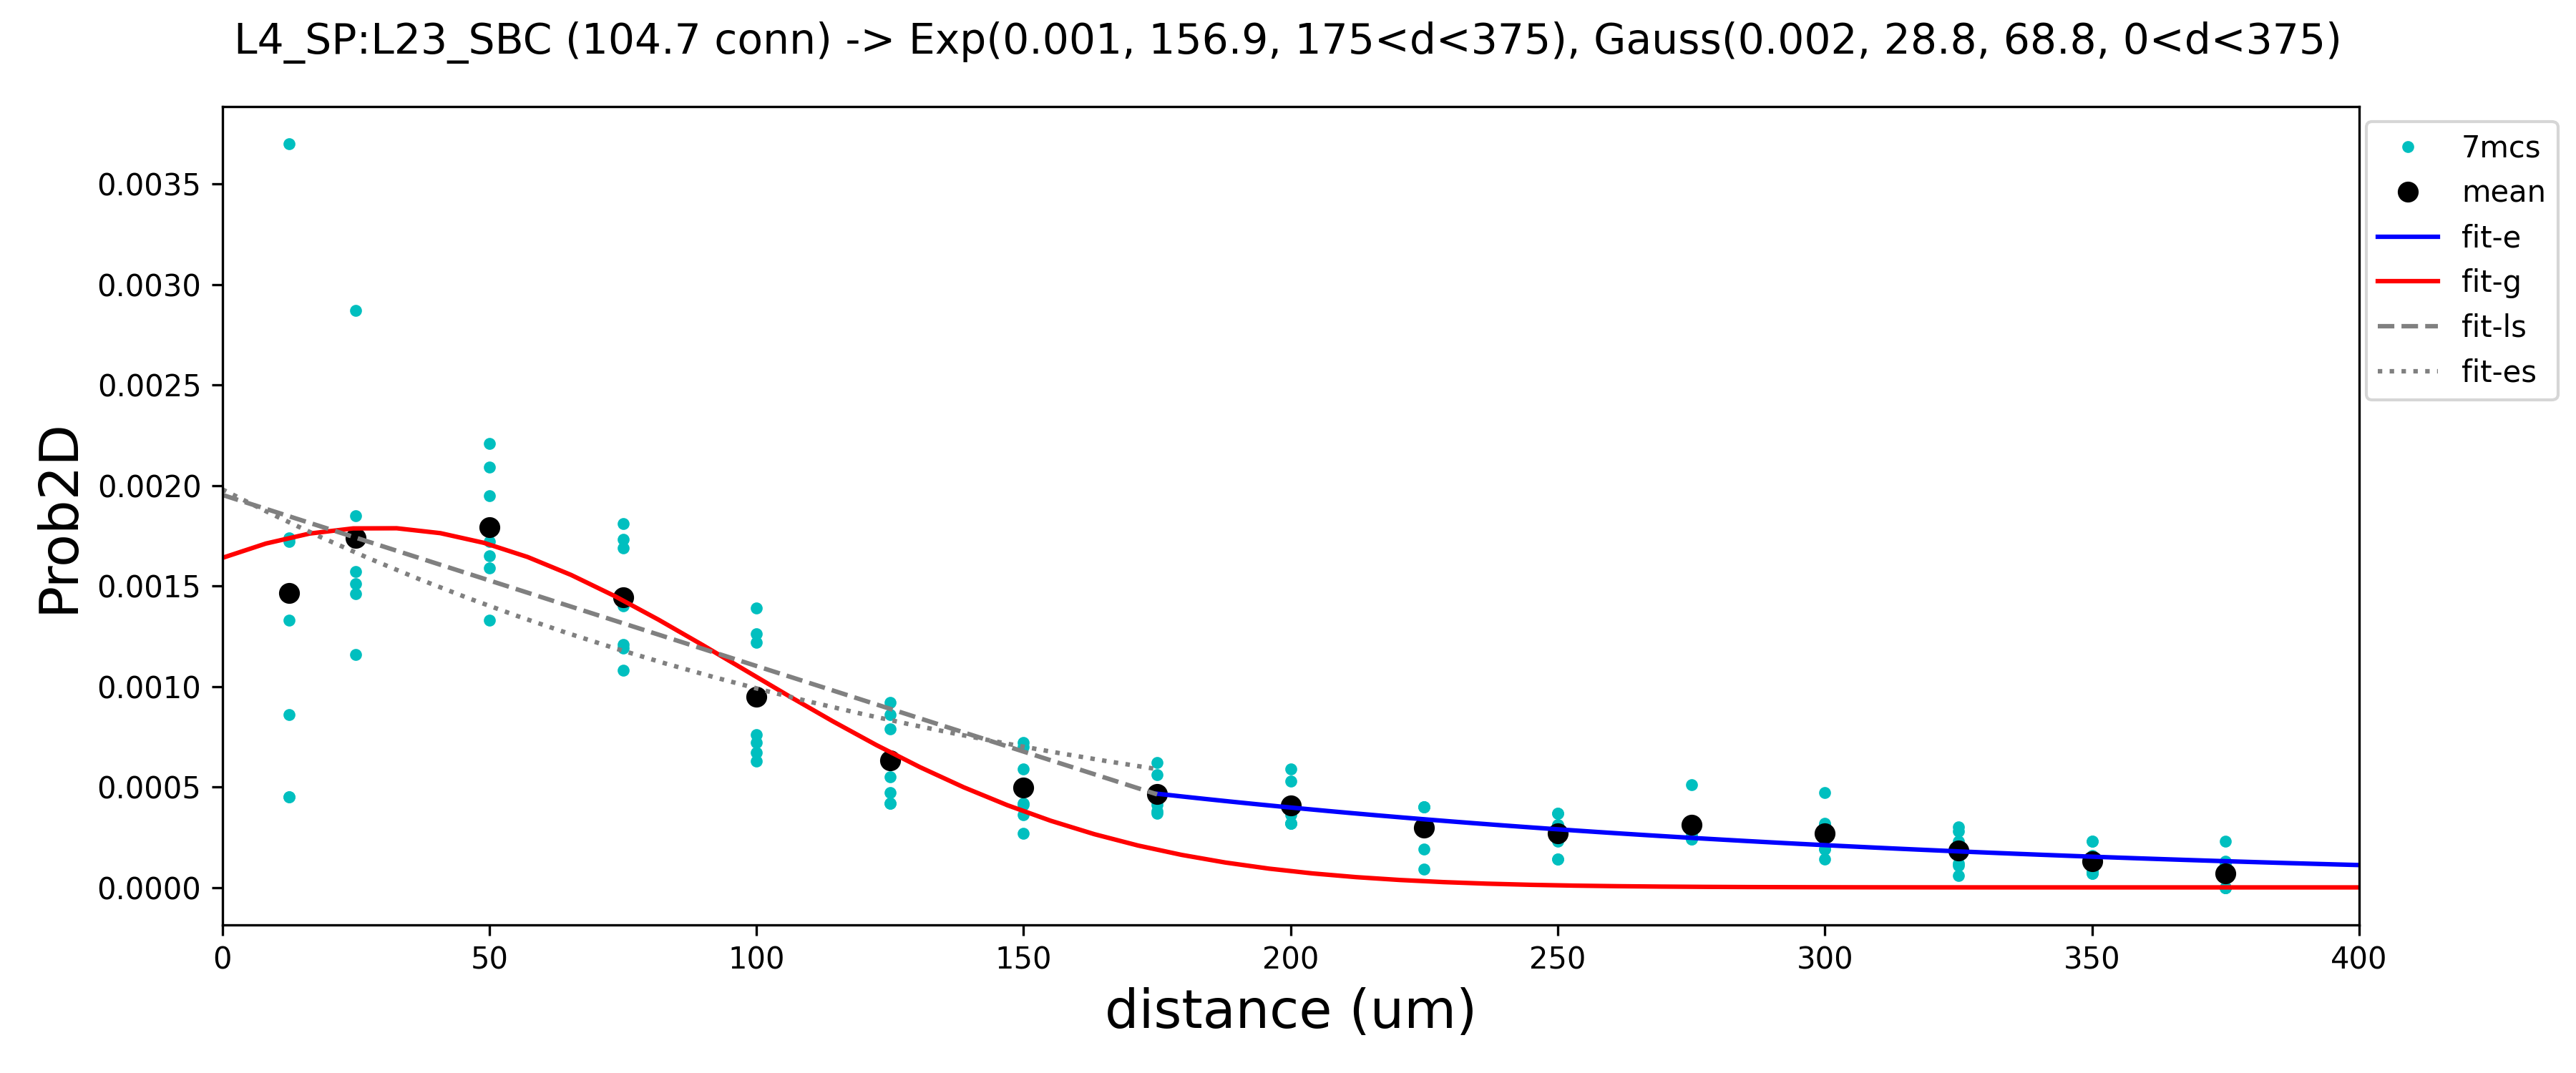 L4_SP:L23_SBC (104.7 conn) -> Exp(0.001, 156.9, 175<d<375), Gauss(0.002, 28.8, 68.8, 0<d<375)
Prob2D
0.0035
0.0030
0.0025
0.0020
0.0015
0.0010
0.0005
0.0000
0 50 100 150 200 250 300 350 400
distance (um)
7mcs
mean
fit-e
fit-g
fit-ls
fit-es